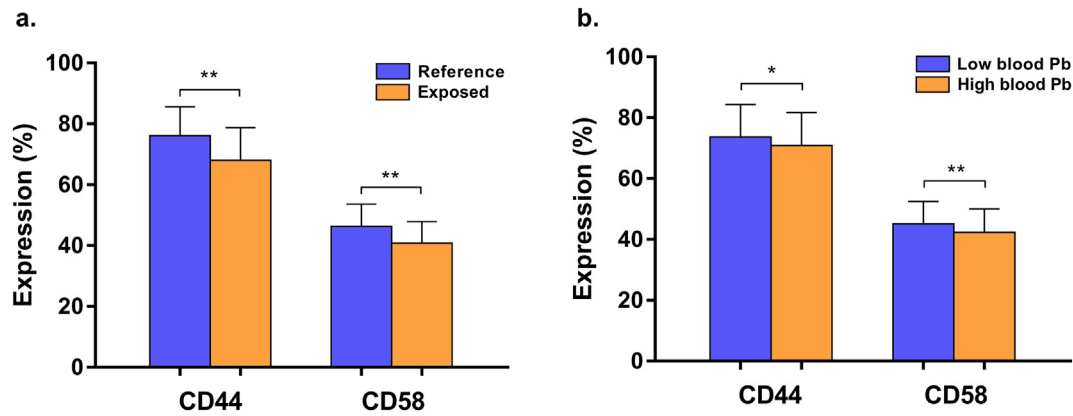 a.
100
80
60
40
20
0
Expression (%)
**
**
Reference
Exposed
CD44
CD58
b.
100
80
60
40
20
0
Expression (%)
*
**
Low blood Pb
High blood Pb
CD44
CD58